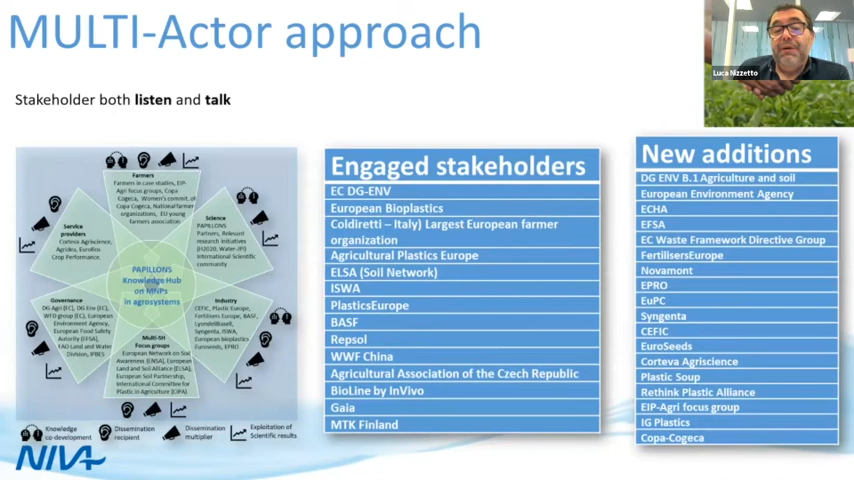 MULTI-Actor approach
Luca Nizzetto
Stakeholder both listen and talk
Farmers
Farmers in case studies, EIP-
Agri focus groups, Copa
Cogeca, Women's commit. of
Copa Cogeca, National farmer
organizations, EU young
farmers association
Service
providers
Corteva Agriscience,
Agridea, Eurofins
Crop Performance.
Science
PAPILLONS
Partners, Relevant
research initiatives
(H2020, Water-JPI)
International Scientific
community
PAPILLONS
Knowledge Hub
on MNPs
in agrosystems
Governance
DG Agri (EC),
DG Env (EC),
WFD group (EC), European
Environment Agency,
European Food Safety
Autority (EFSA),
FAO Land and Water
Division, IPBES
Industry
CEFIC, Plastic Europe,
Fertilisers Europe, BASF,
LyondellBasell,
Syngenta, ISWA,
European bioplastics
Euroseeds, EPRO
Multi-SH
Focus groups
European Network on Soil
Awareness (ENSA), European
Land and Soil Alliance (ELSA),
European Soil Partnership,
International Committee for
Plastic in Agriculture (CIPA).
Knowledge
co-development
Dissemination
recipient
Dissemination
multiplier
Exploitation of
Scientific results
NIVA
Engaged stakeholders
EC DG-ENV
European Bioplastics
Coldiretti – Italy) Largest European farmer
organization
Agricultural Plastics Europe
ELSA (Soil Network)
ISWA
PlasticsEurope
BASF
Repsol
WWF China
Agricultural Association of the Czech Republic
BioLine by InVivo
Gaia
MTK Finland
New additions
DG ENV B.1 Agriculture and soil
European Environment Agency
ECHA
EFSA
EC Waste Framework Directive Group
FertilisersEurope
Novamont
EPRO
EuPC
Syngenta
CEFIC
EuroSeeds
Corteva Agriscience
Plastic Soup
Rethink Plastic Alliance
EIP-Agri focus group
IG Plastics
Copa-Cogeca